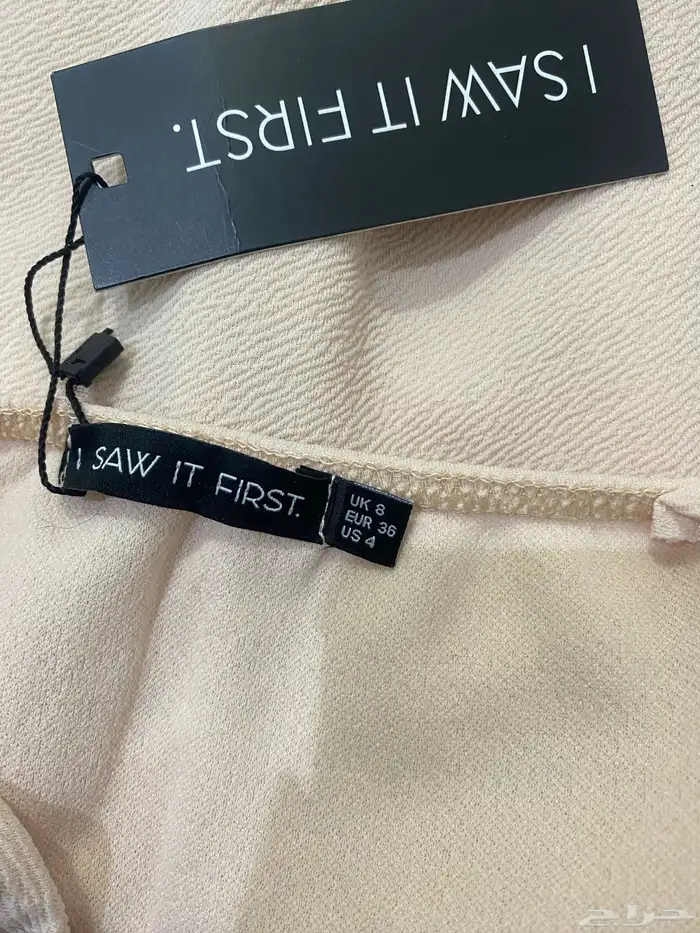 I SAW IT FIRST.
I SAW IT FIRST.
UK 8
EUR 36
US 4
حراج